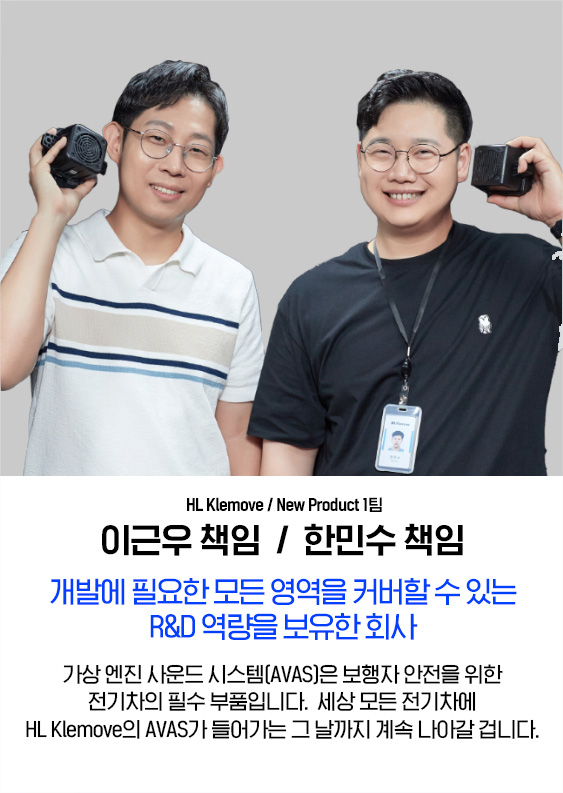 HL Klemove / New Product 1팀
이근우 책임 / 한민수 책임
개발에 필요한 모든 영역을 커버할 수 있는
R&D 역량을 보유한 회사
가상 엔진 사운드 시스템(AVAS)은 보행자 안전을 위한
전기차의 필수 부품입니다. 세상 모든 전기차에
HL Klemove의 AVAS가 들어가는 그 날까지 계속 나아갈 겁니다.